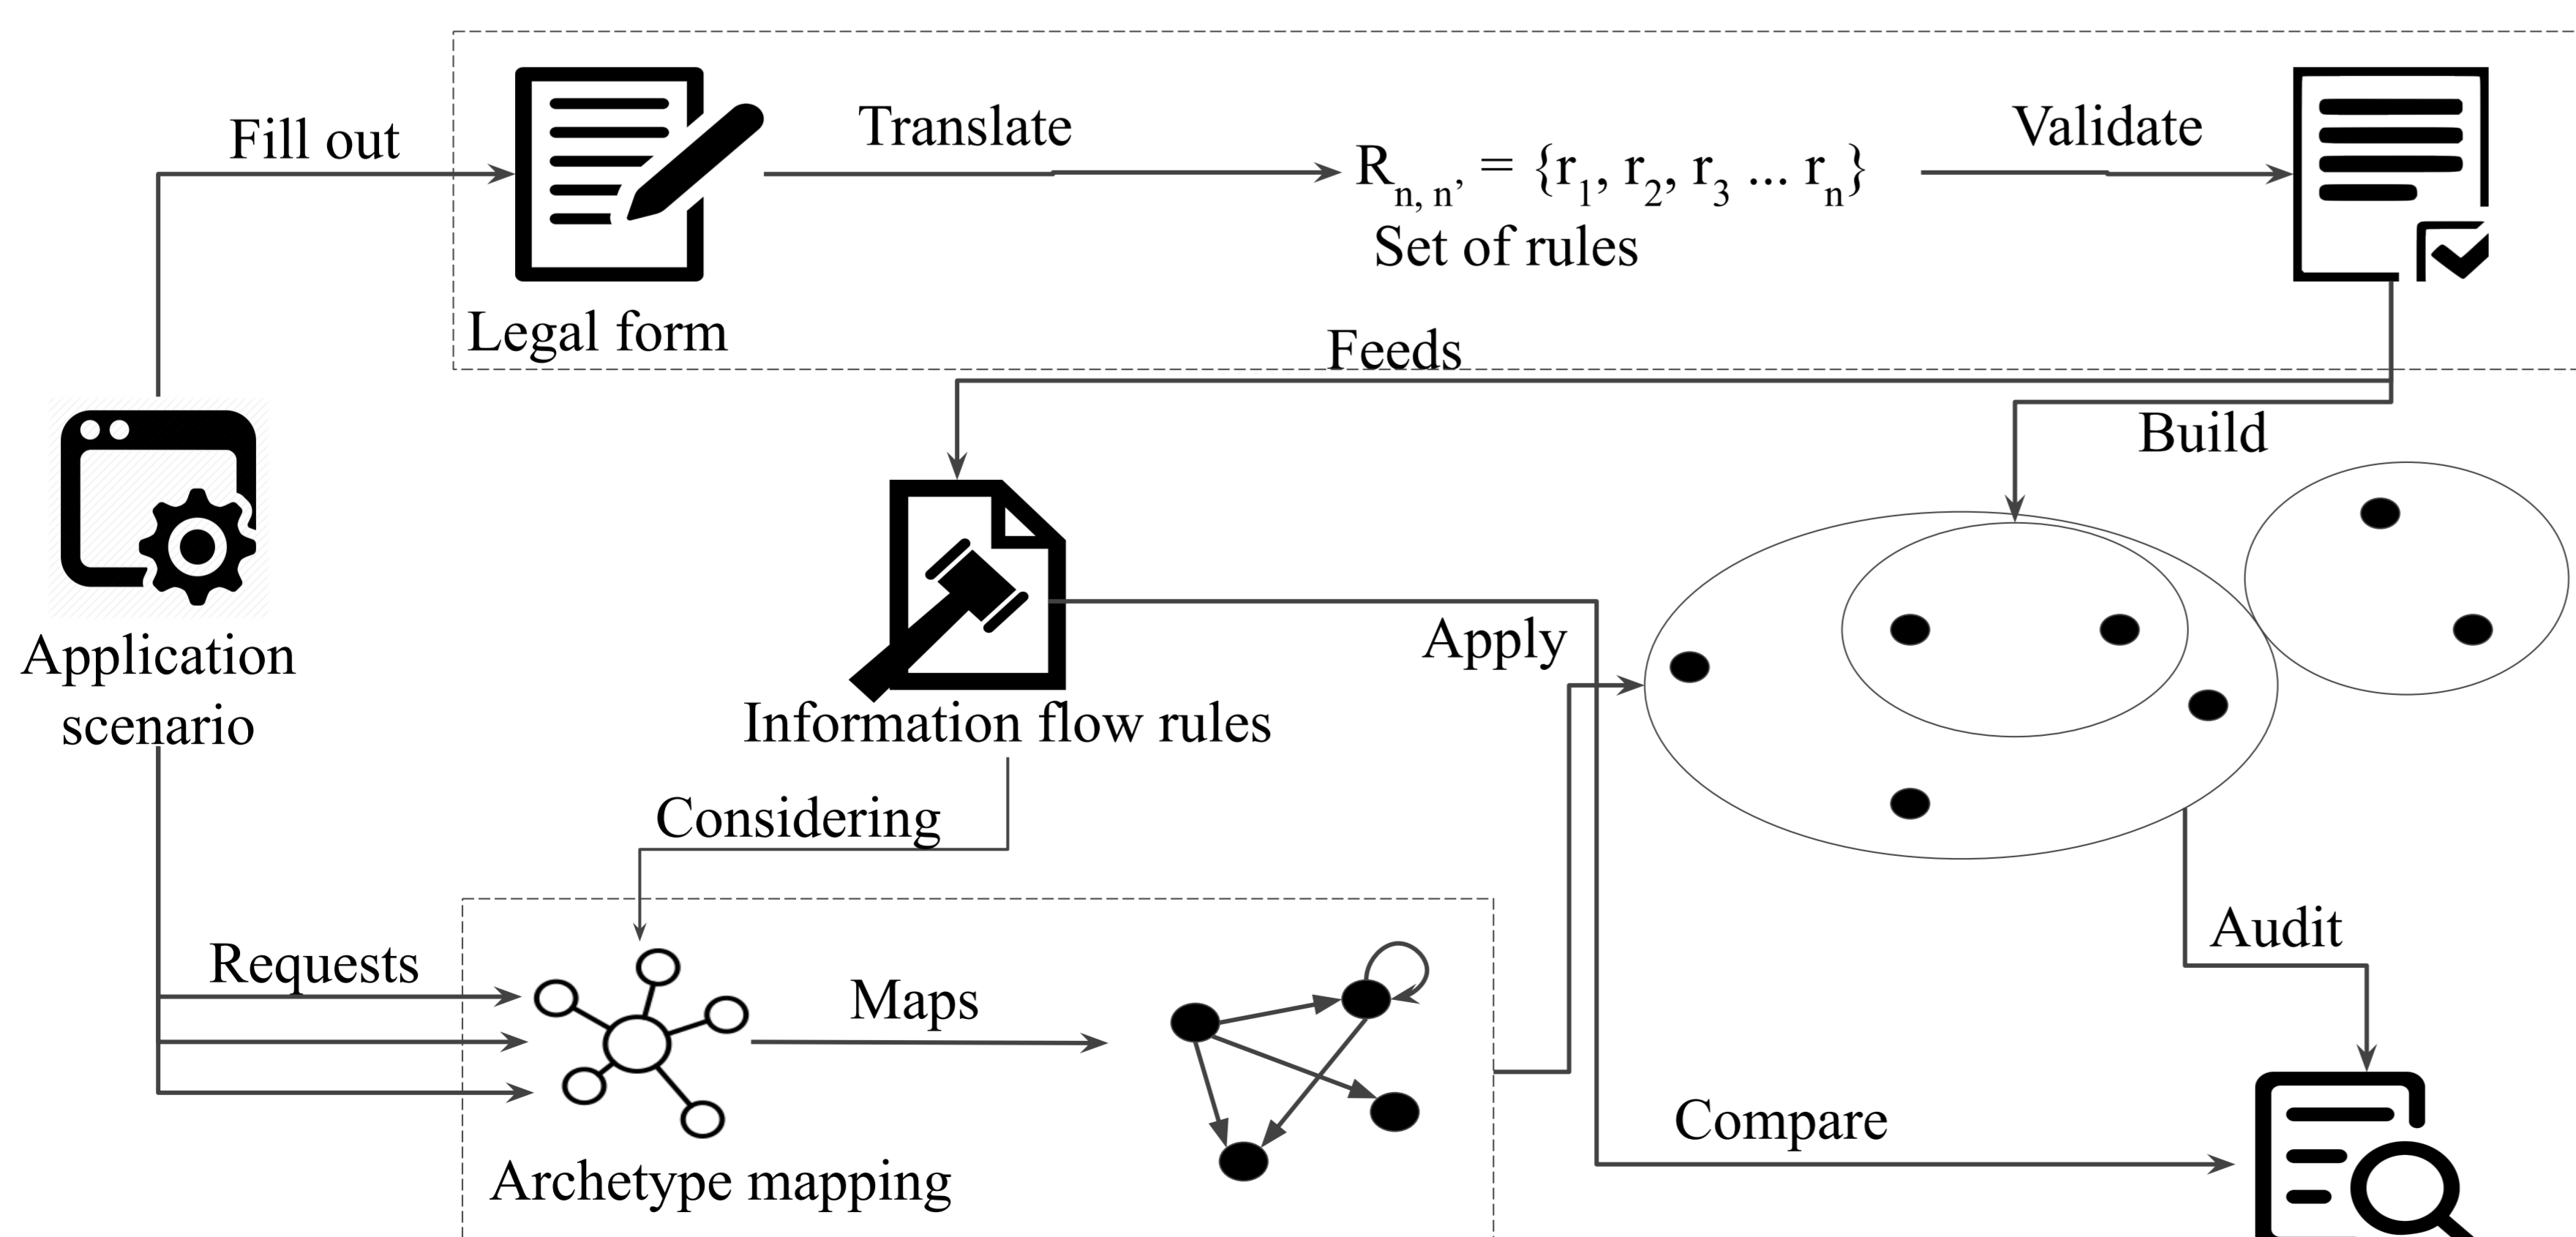 Fill out
Translate
Validate
R_{n, n’} = {r_1, r_2, r_3 ... r_n}
Set of rules
Legal form
Feeds
Build
Application
scenario
Information flow rules
Apply
Considering
Requests
Maps
Audit
Compare
Archetype mapping